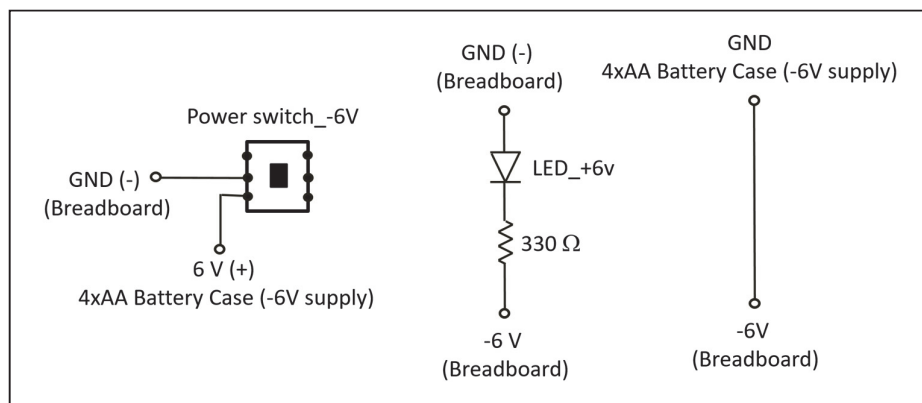 Power switch_-6V
GND (-)
(Breadboard)
6 V (+)
4xAA Battery Case (-6V supply)
GND (-)
(Breadboard)
LED_+6v
330 Ω
-6 V
(Breadboard)
GND
4xAA Battery Case (-6V supply)
-6V
(Breadboard)